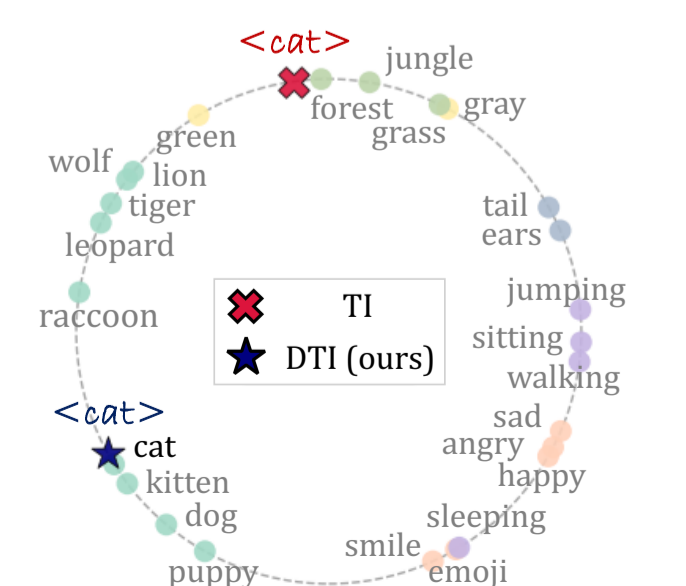 <cat>
jungle
forest
gray
grass
green
wolf
lion
tiger
leopard
tail
ears
raccoon
jumping
TI
sitting
DTI (ours)
walking
<cat>
cat
sad
angry
happy
kitten
dog
sleeping
smile
puppy
emoji